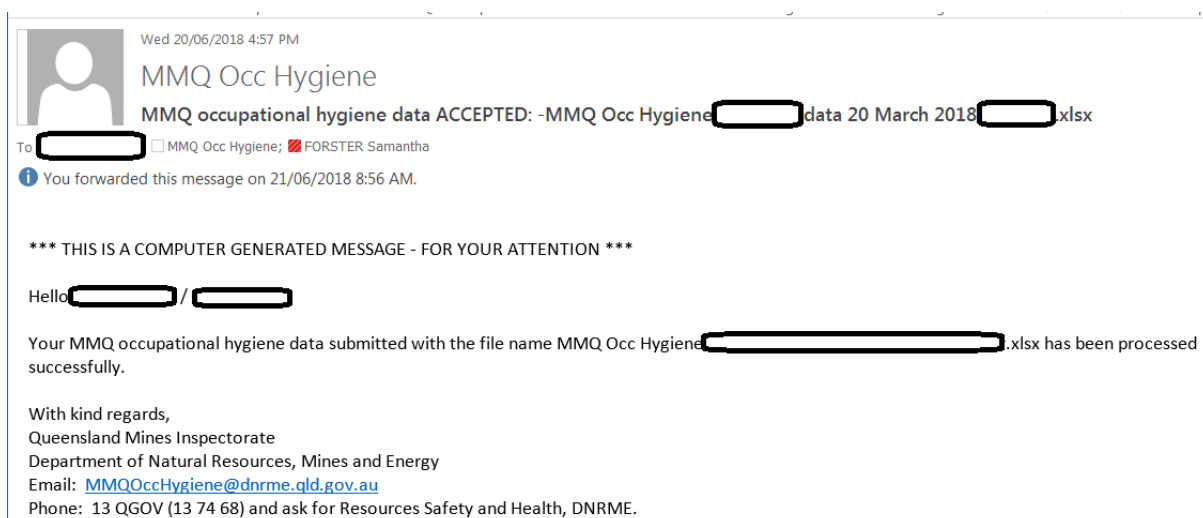 Wed 20/06/2018 4:57 PM
MMQ Occ Hygiene
MMQ occupational hygiene data ACCEPTED: -MMQ Occ Hygiene data 20 March 2018 .xlsx
To MMQ Occ Hygiene; FORSTER Samantha
You forwarded this message on 21/06/2018 8:56 AM.
*** THIS IS A COMPUTER GENERATED MESSAGE - FOR YOUR ATTENTION ***
Hello /
Your MMQ occupational hygiene data submitted with the file name MMQ Occ Hygiene .xlsx has been processed
successfully.
With kind regards,
Queensland Mines Inspectorate
Department of Natural Resources, Mines and Energy
Email: MMQOccHygiene@dnrme.qld.gov.au
Phone: 13 QGOV (13 74 68) and ask for Resources Safety and Health, DNRME.